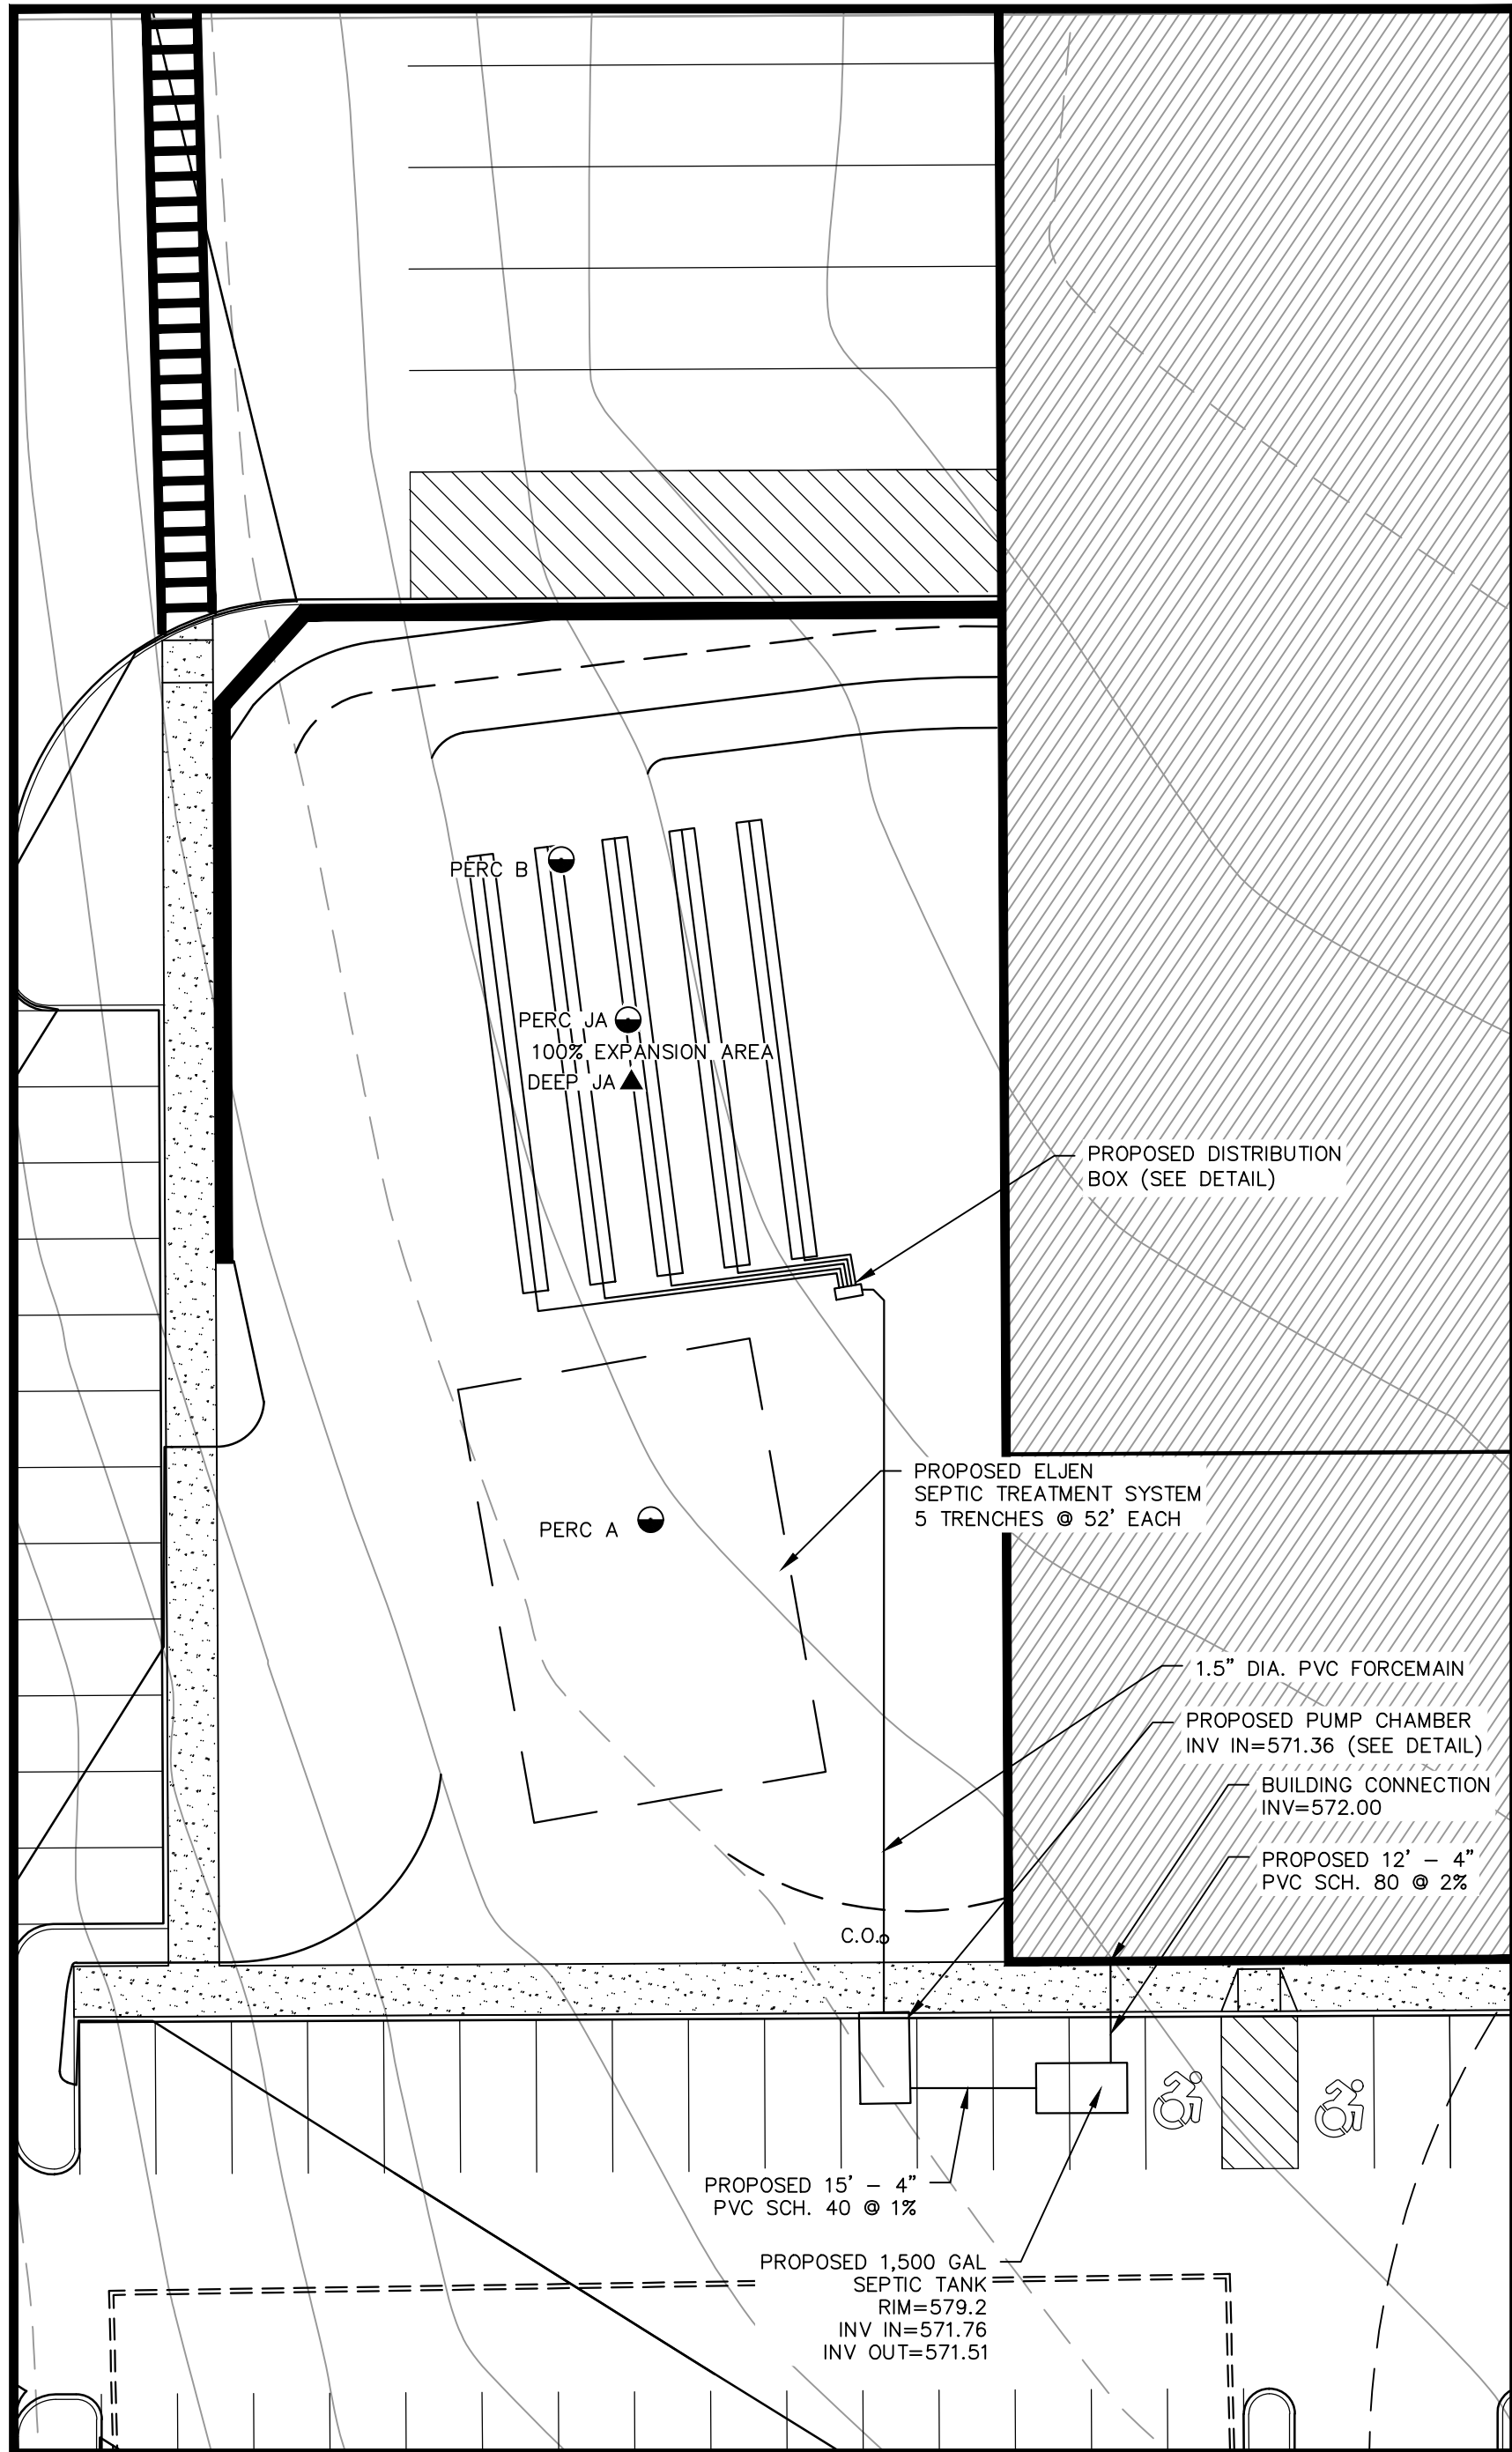 PERC B
PERC JA
100% EXPANSION AREA
DEEP JA
PROPOSED DISTRIBUTION
BOX (SEE DETAIL)
PROPOSED ELJEN
SEPTIC TREATMENT SYSTEM
5 TRENCHES @ 52' EACH
PERC A
1.5" DIA. PVC FORCEMAIN
PROPOSED PUMP CHAMBER
INV IN=571.36 (SEE DETAIL)
BUILDING CONNECTION
INV=572.00
PROPOSED 12' – 4"
PVC SCH. 80 @ 2%
C.O.
PROPOSED 15' – 4"
PVC SCH. 40 @ 1%
PROPOSED 1,500 GAL
SEPTIC TANK
RIM=579.2
INV IN=571.76
INV OUT=571.51